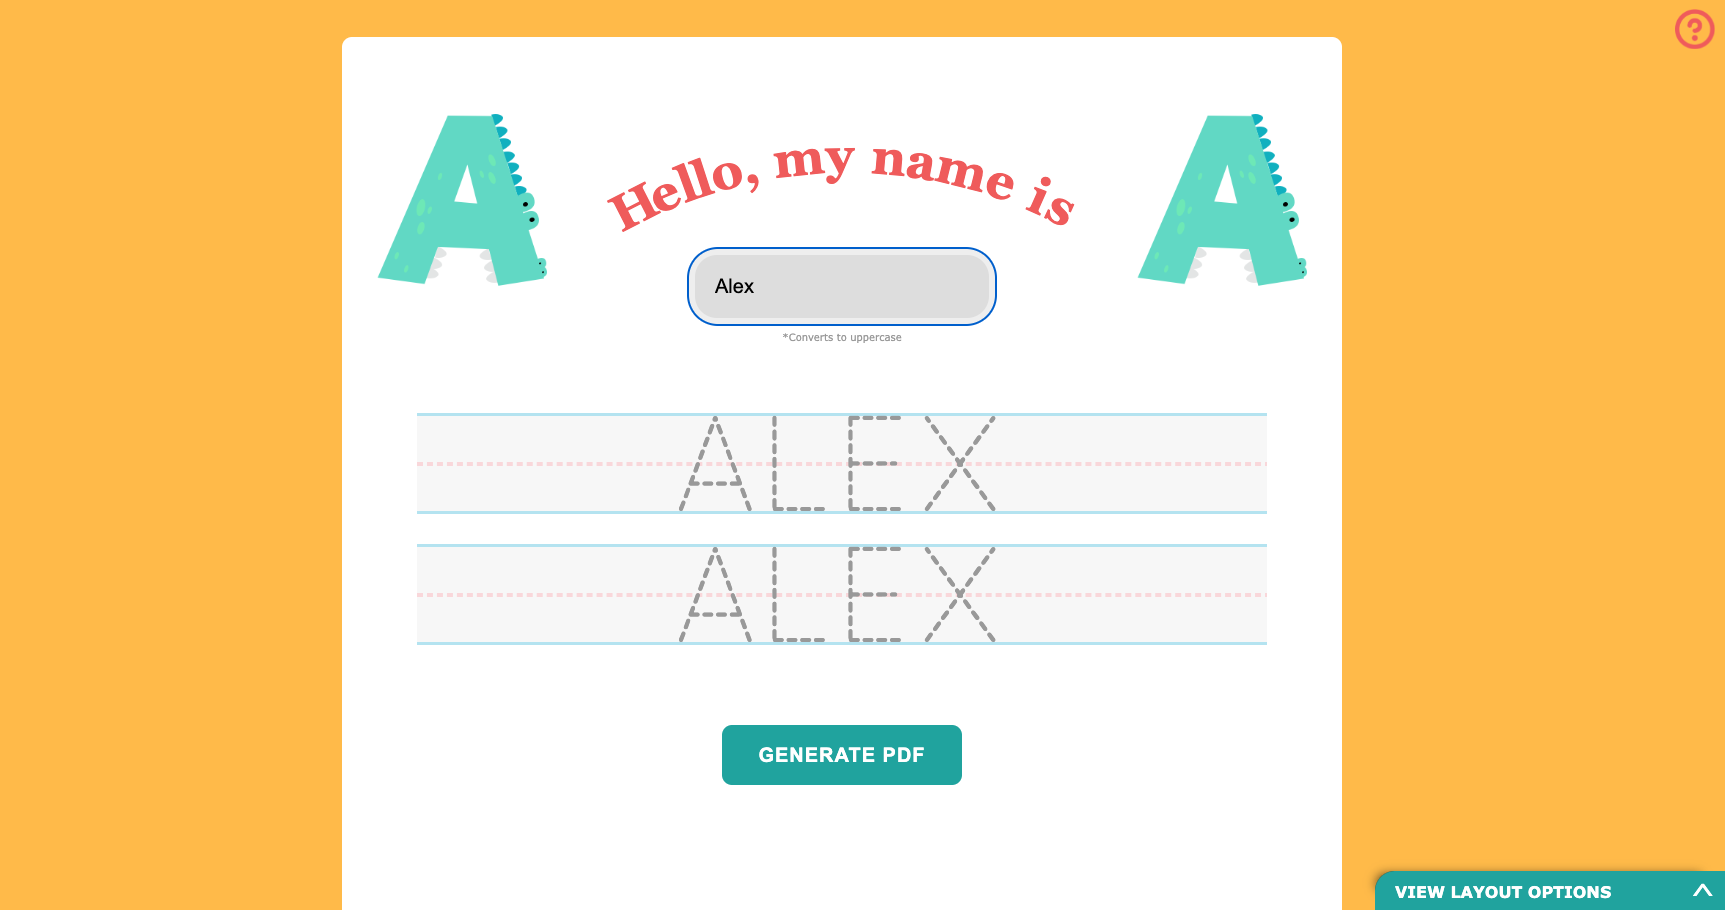 A A
Hello, my name is
Alex
*Converts to uppercase
ALEX
ALEX
GENERATE PDF
VIEW LAYOUT OPTIONS
?